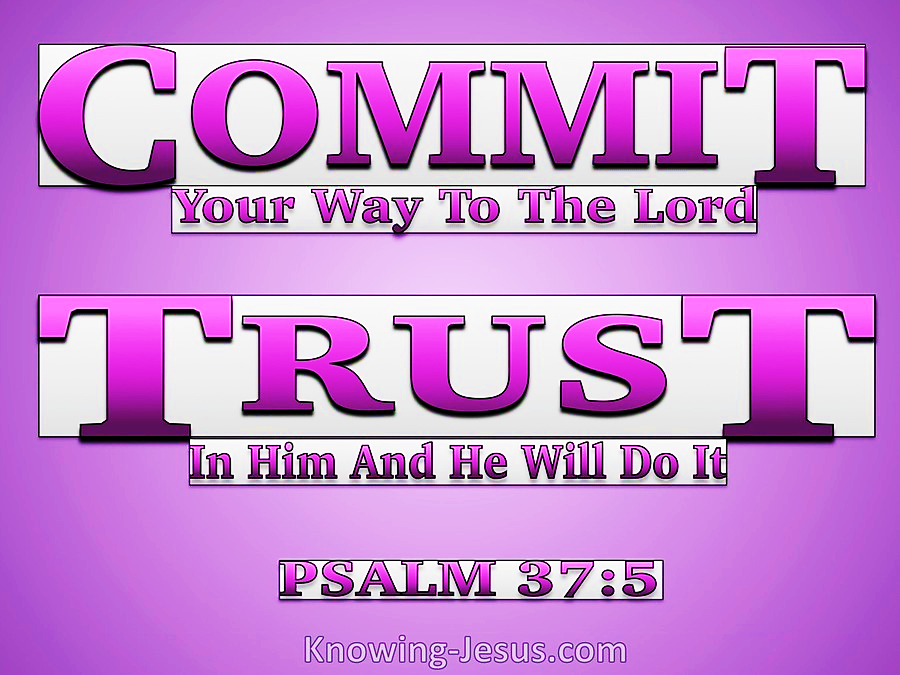 COMMIT
Your Way To The Lord
TRUST
In Him And He Will Do It
PSALM 37:5
Knowing-Jesus.com